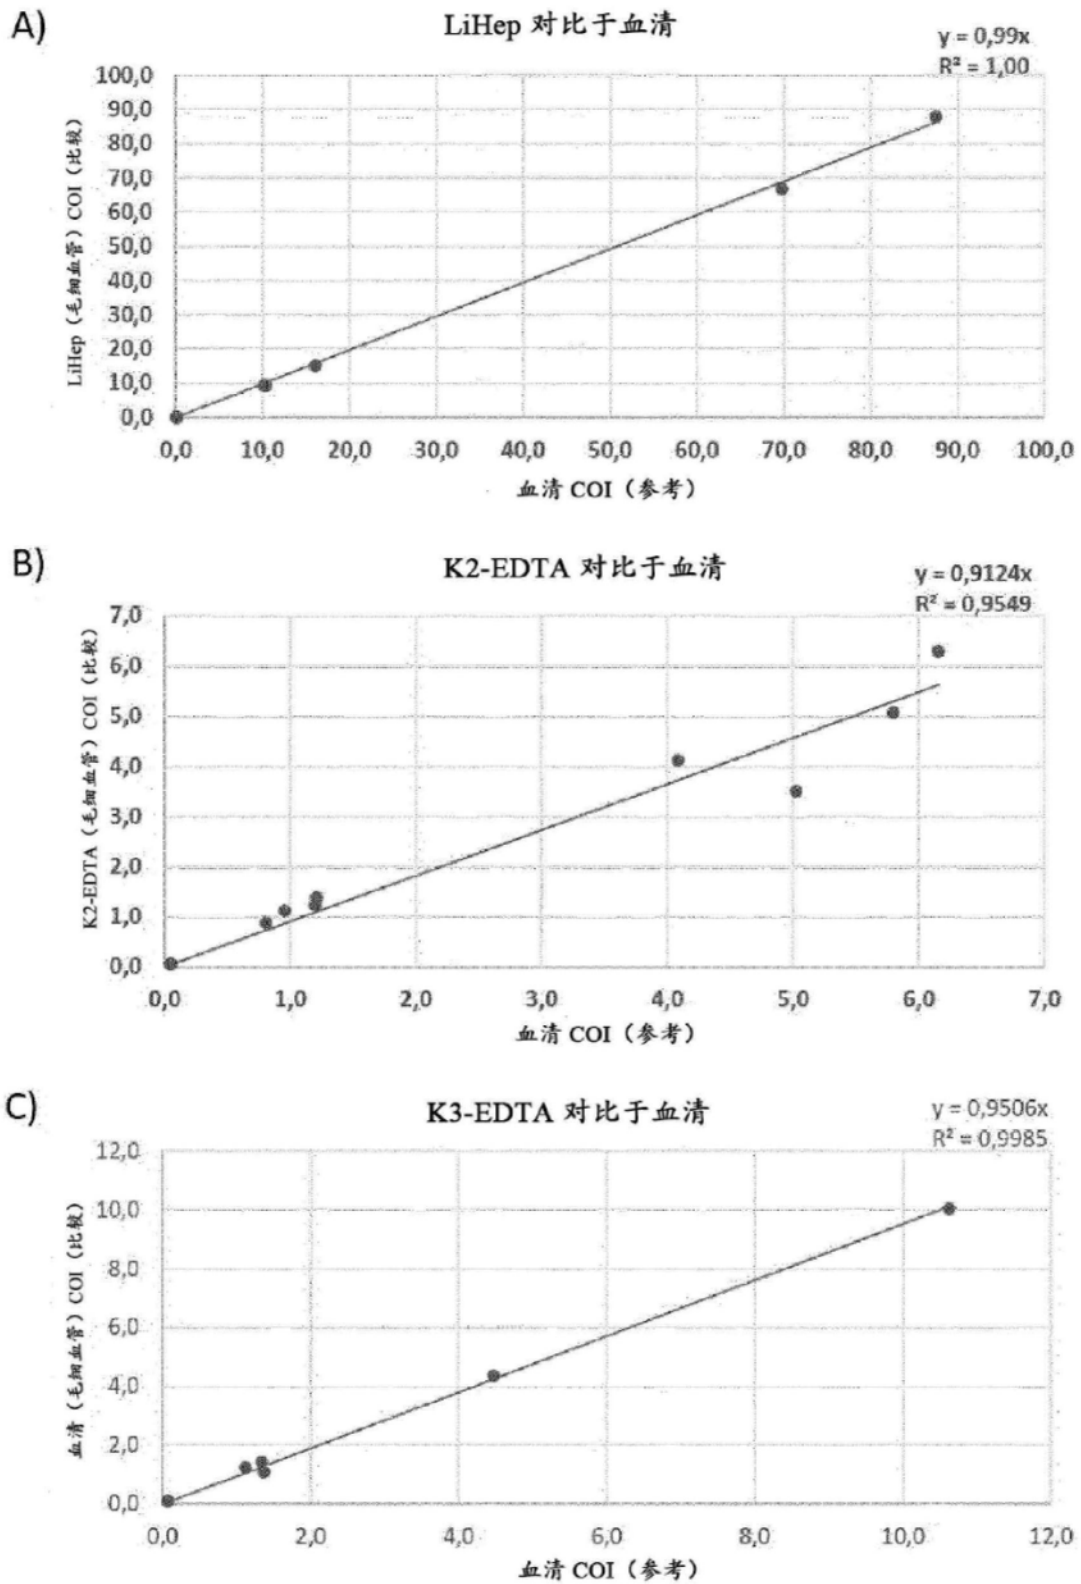 A)
LiHep 对比于血清
y = 0,99x
R² = 1,00
LiHep（毛细血管）COI（比较）
100,0
90,0
80,0
70,0
60,0
50,0
40,0
30,0
20,0
10,0
0,0
0,0 10,0 20,0 30,0 40,0 50,0 60,0 70,0 80,0 90,0 100,0
血清 COI（参考）
B)
K2-EDTA 对比于血清
y = 0,9124x
R² = 0,9549
K2-EDTA（毛细血管）COI（比较）
7,0
6,0
5,0
4,0
3,0
2,0
1,0
0,0
0,0 1,0 2,0 3,0 4,0 5,0 6,0 7,0
血清 COI（参考）
C)
K3-EDTA 对比于血清
y = 0,9506x
R² = 0,9985
血清（毛细血管）COI（比较）
12,0
10,0
8,0
6,0
4,0
2,0
0,0
0,0 2,0 4,0 6,0 8,0 10,0 12,0
血清 COI（参考）